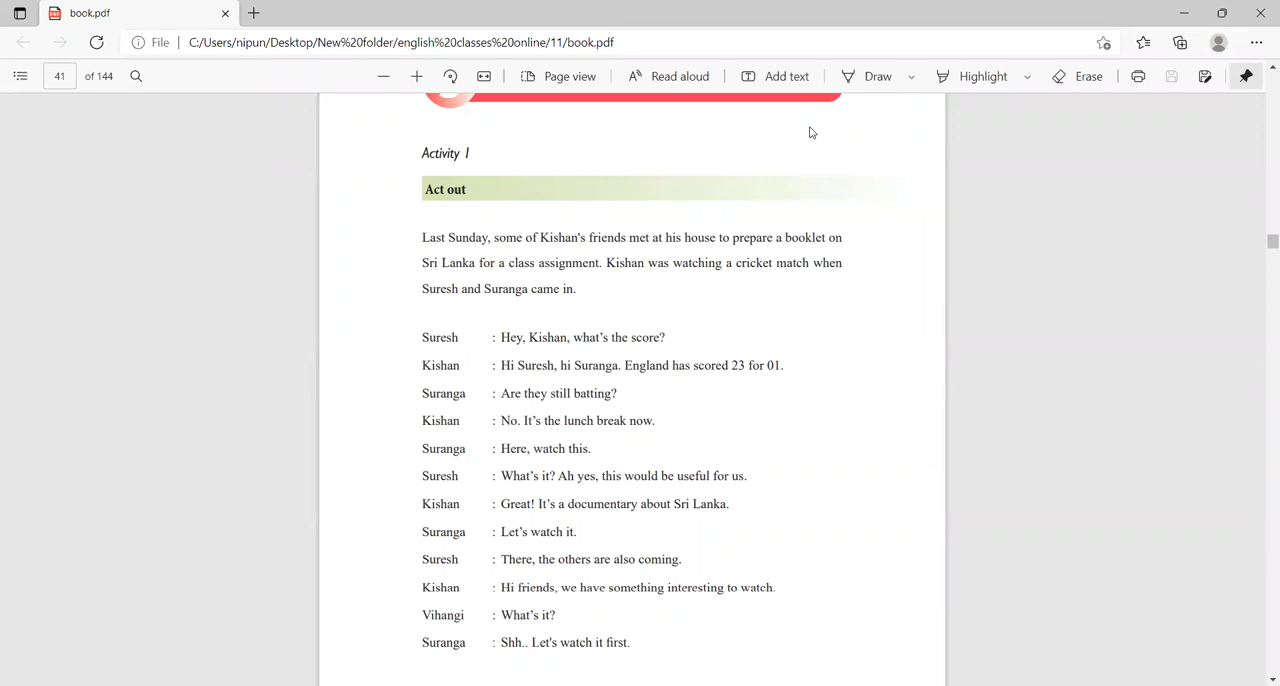 book.pdf
File C:/Users/nipun/Desktop/New%20folder/english%20classes%20online/11/book.pdf
41 of 144 Page view Read aloud Add text Draw Highlight Erase
Activity 1
Act out
Last Sunday, some of Kishan's friends met at his house to prepare a booklet on
Sri Lanka for a class assignment. Kishan was watching a cricket match when
Suresh and Suranga came in.
Suresh : Hey, Kishan, what's the score?
Kishan : Hi Suresh, hi Suranga. England has scored 23 for 01.
Suranga : Are they still batting?
Kishan : No. It's the lunch break now.
Suranga : Here, watch this.
Suresh : What's it? Ah yes, this would be useful for us.
Kishan : Great! It's a documentary about Sri Lanka.
Suranga : Let's watch it.
Suresh : There, the others are also coming.
Kishan : Hi friends, we have something interesting to watch.
Vihangi : What's it?
Suranga : Shh.. Let's watch it first.